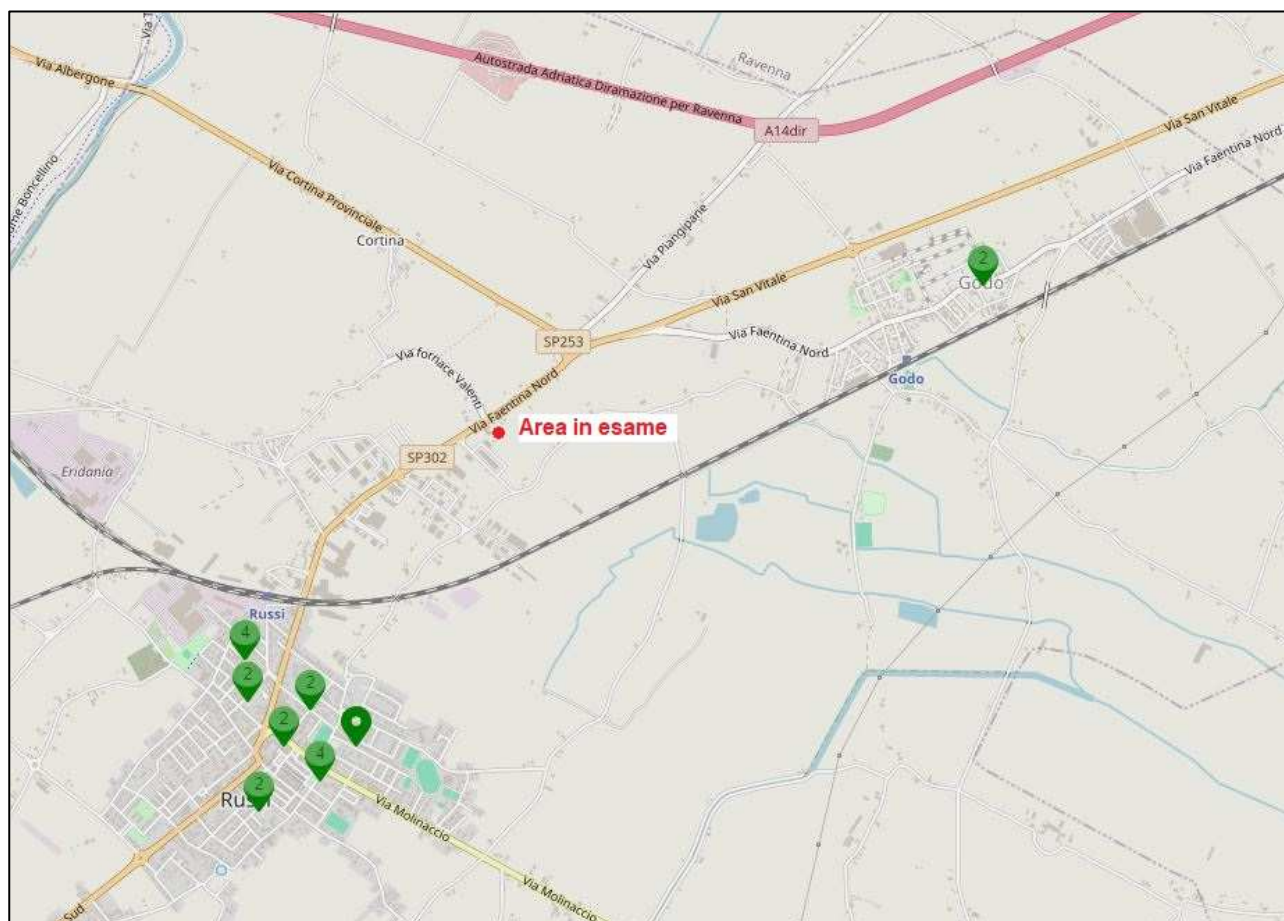 Via Albergone
Autostrada Adriatica Diramazione per Ravenna
Ravenna
A14dir
Via San Vitale
Via Faentina Nord
Via Cortina Provinciale
Cortina
Via Piangipane
2
Godo
Via San Vitale
SP253
Via Faentina Nord
Via fornace Valenti
Godo
Via Faentina Nord
Area in esame
SP302
Eridania
Russi
4
2
2
2
4
2
Russi
Via Molinaccio
Via Molinaccio
Sud